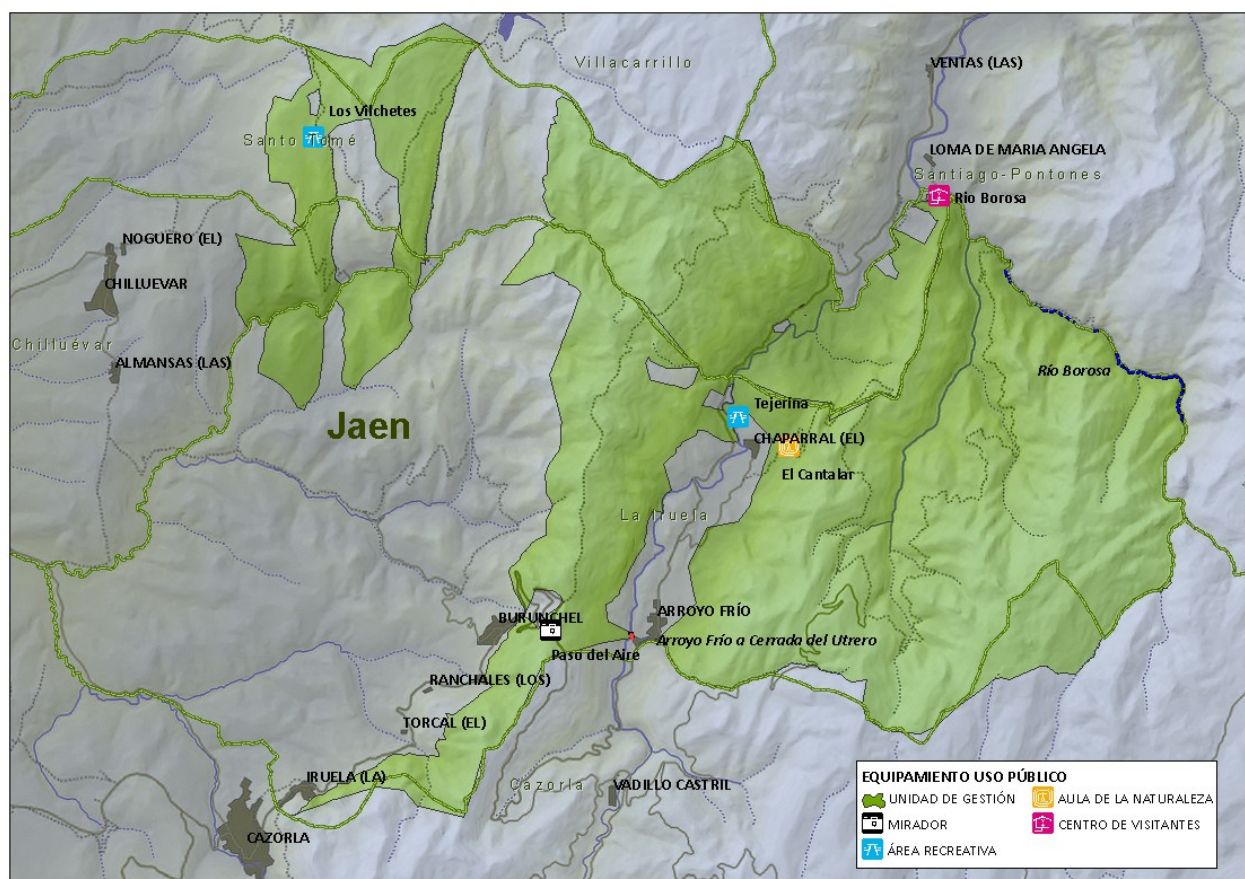 Villacarrillo
VENTAS (LAS)
Los Vilchetes
Santo Tomé
LOMA DE MARIA ANGELA
Santiago-Pontones
Río Borosa
NOGUERO (EL)
CHILLUEVAR
Chilluévar
ALMANSAS (LAS)
Río Borosa
Jaen
Tejerina
CHAPARRAL (EL)
El Cantalar
La Iruela
BURUNCHEL
ARROYO FRÍO
Arroyo Frío a Cerrada del Utrero
Paso del Aire
RANCHALES (LOS)
TORCAL (EL)
IRUELA (LA)
Cazorla
VADILLO CASTRIL
CAZORLA
EQUIPAMIENTO USO PÚBLICO
UNIDAD DE GESTIÓN
AULA DE LA NATURALEZA
MIRADOR
CENTRO DE VISITANTES
ÁREA RECREATIVA